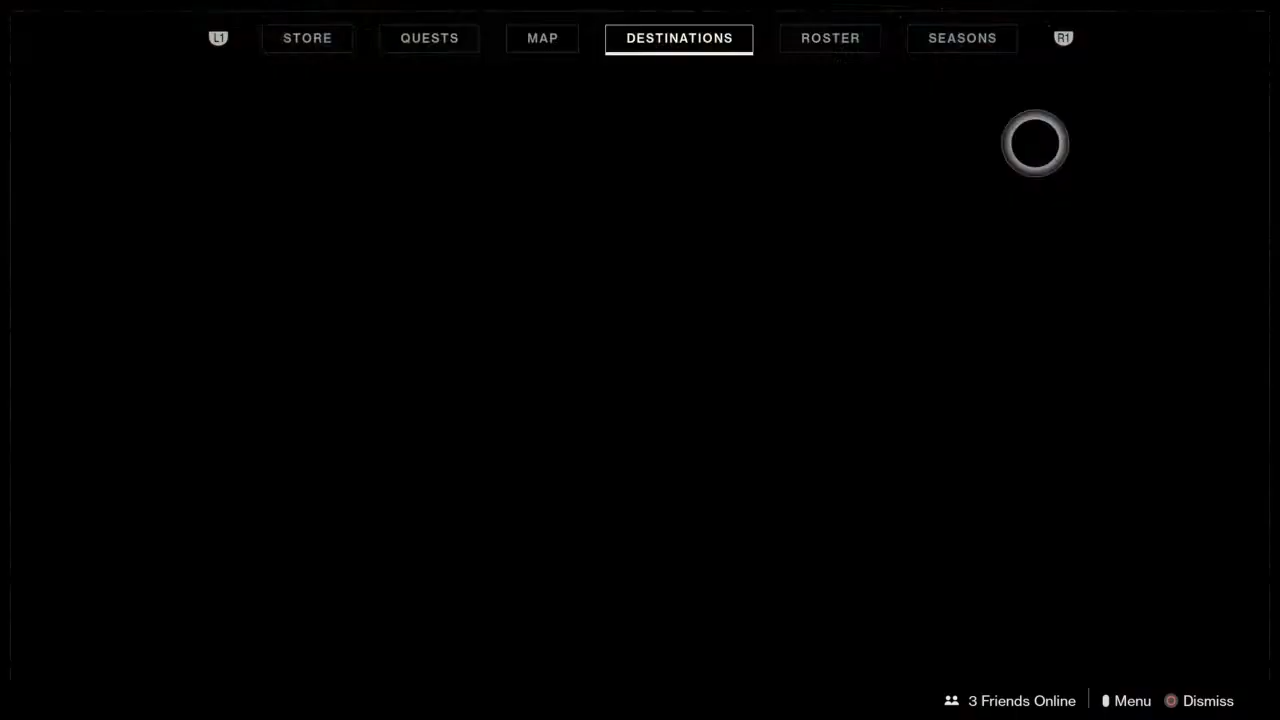 L1 STORE QUESTS MAP DESTINATIONS ROSTER SEASONS R1
3 Friends Online Menu Dismiss